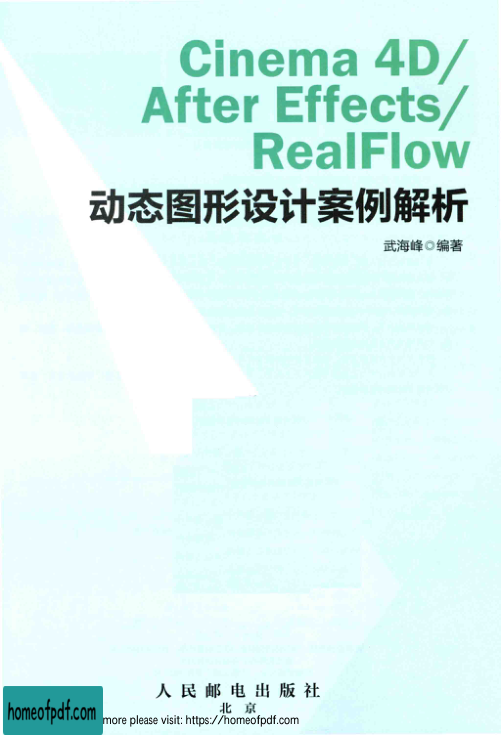 Cinema 4D/
After Effects/
RealFlow
动态图形设计案例解析
武海峰◎编著
人民邮电出版社
北京
homeofpdf.com
more please visit: https://homeofpdf.com